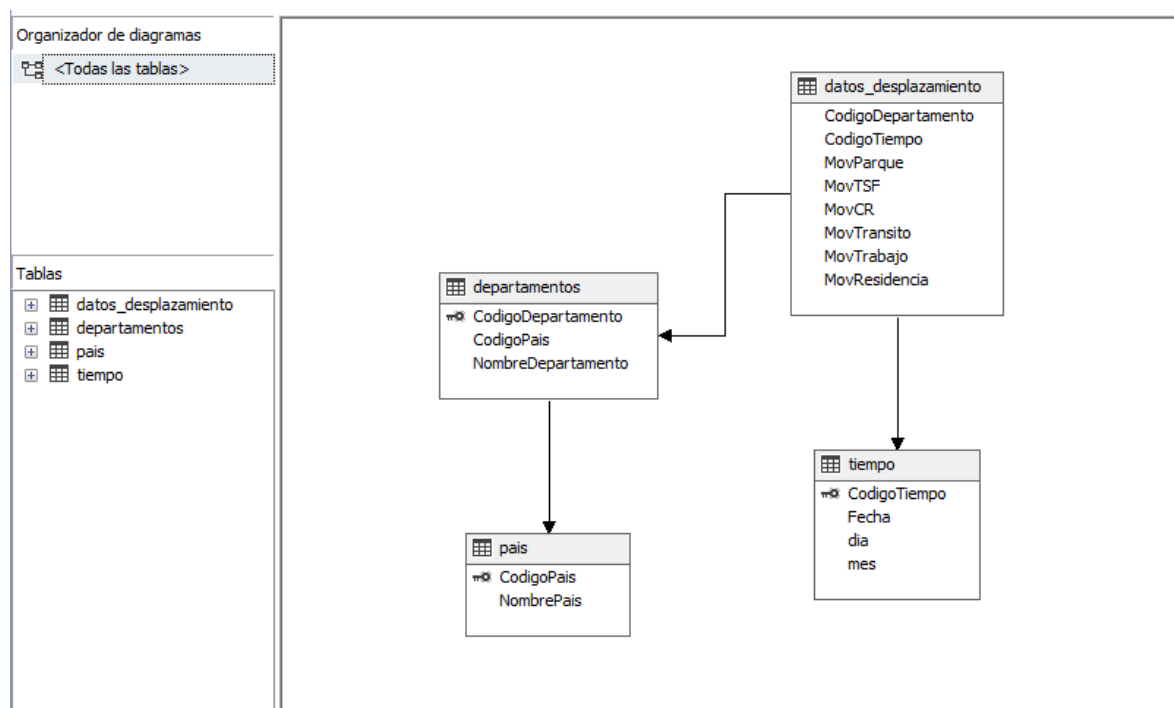 Organizador de diagramas
<Todas las tablas>
Tablas
datos_desplazamiento
departamentos
pais
tiempo
datos_desplazamiento
CodigoDepartamento
CodigoTiempo
MovParque
MovTSF
MovCR
MovTransito
MovTrabajo
MovResidencia
departamentos
CodigoDepartamento
CodigoPais
NombreDepartamento
tiempo
CodigoTiempo
Fecha
dia
mes
pais
CodigoPais
NombrePais